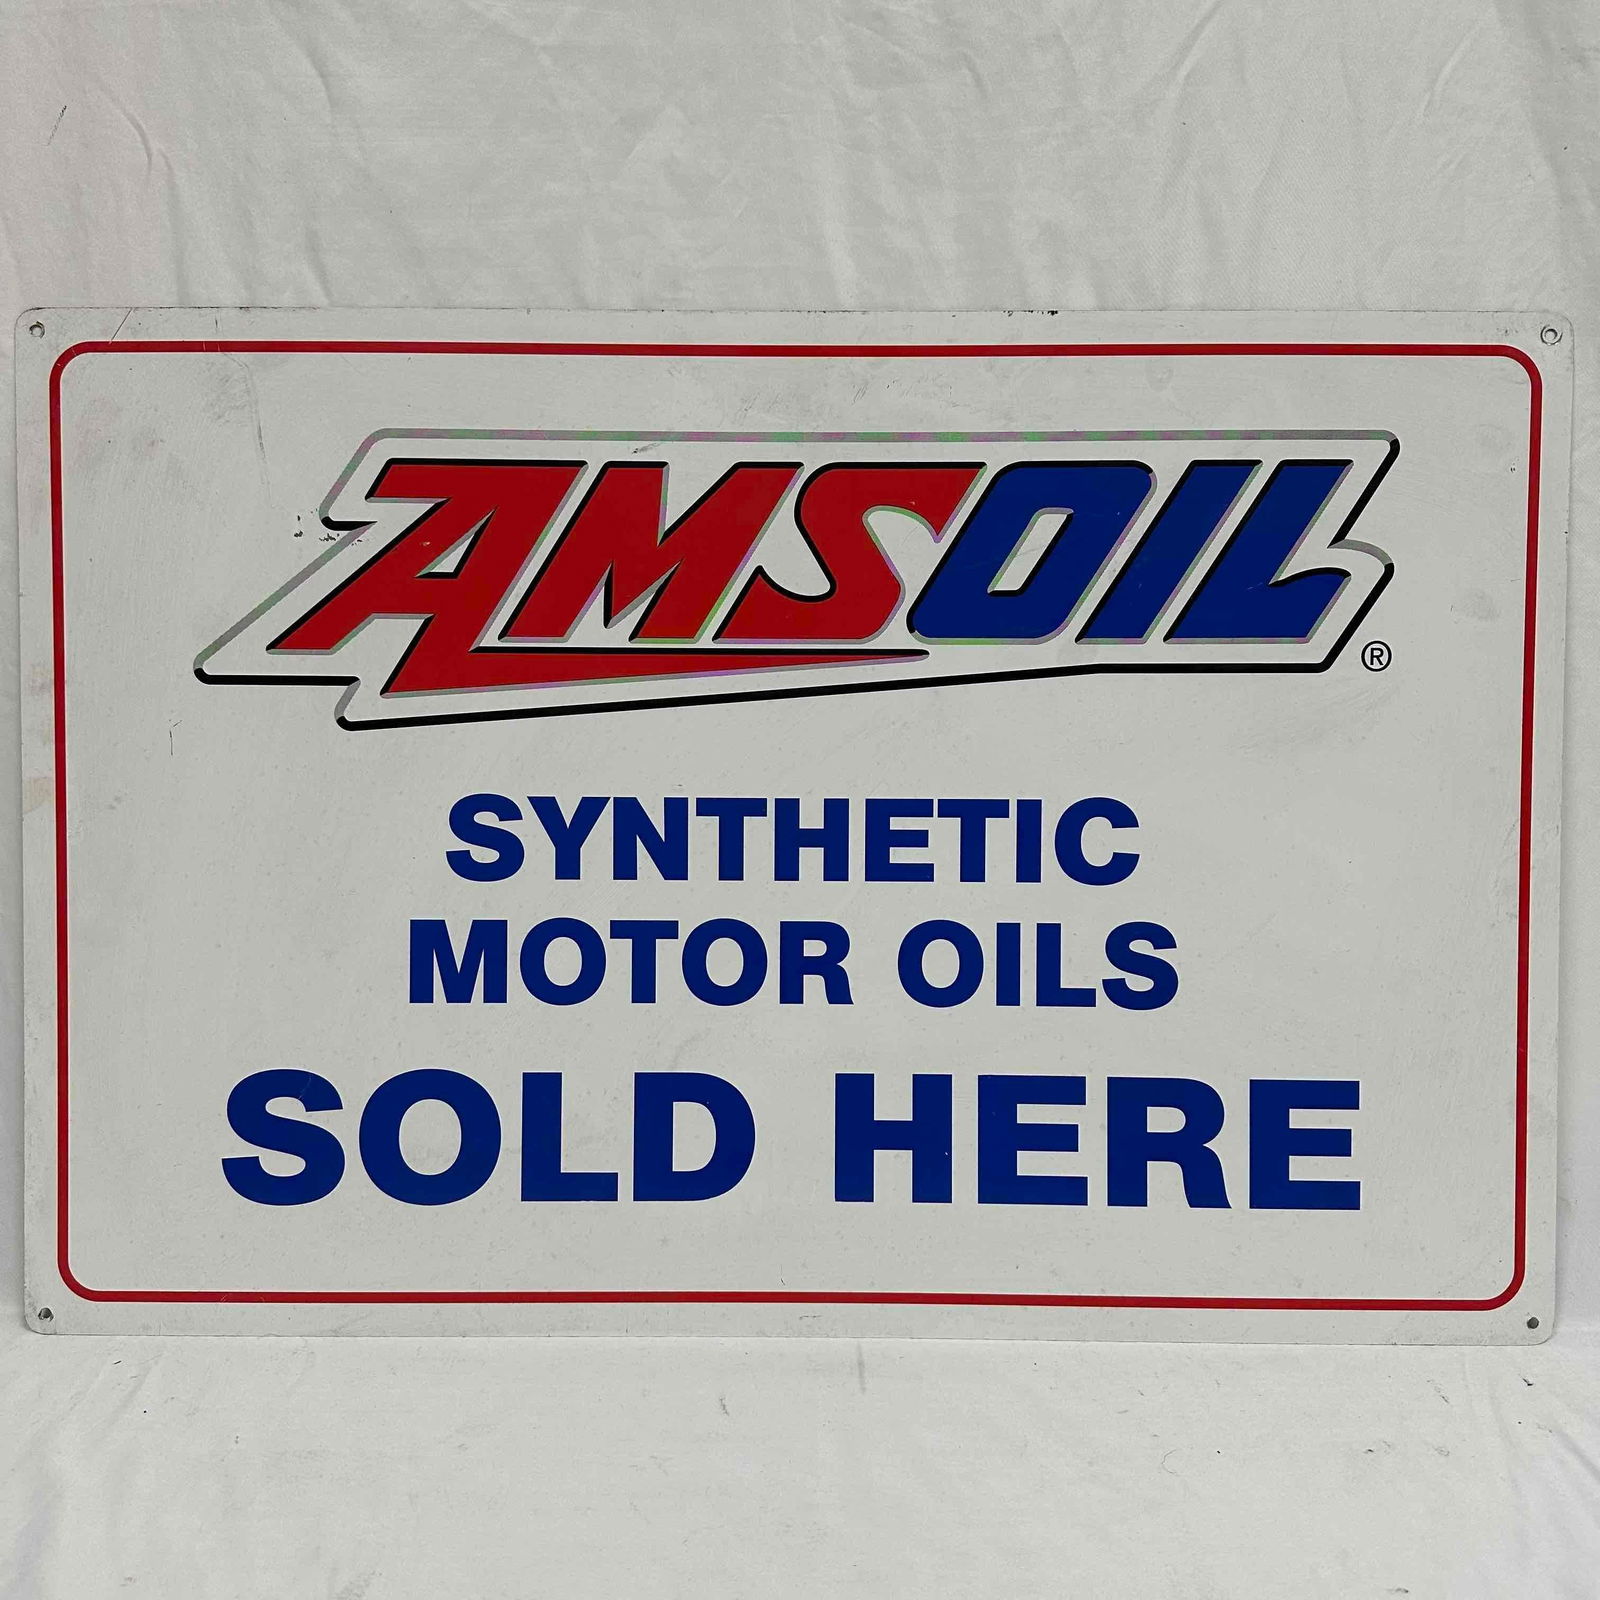 AMSOIL®
SYNTHETIC
MOTOR OILS
SOLD HERE